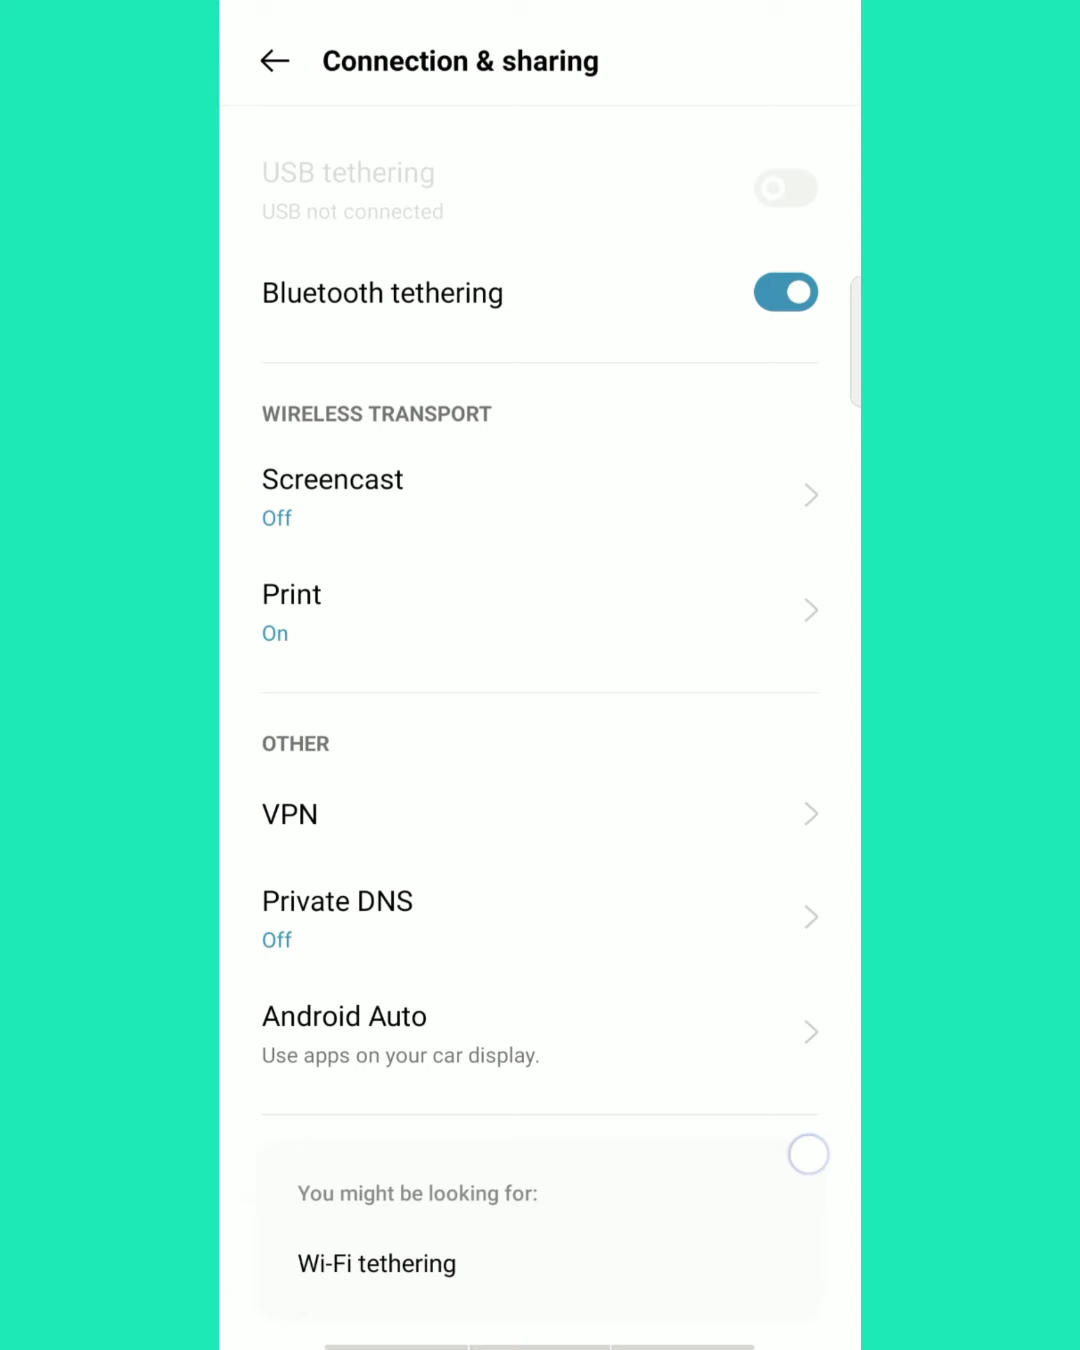 Connection & sharing
USB tethering
USB not connected
Bluetooth tethering
WIRELESS TRANSPORT
Screencast
Off
Print
On
OTHER
VPN
Private DNS
Off
Android Auto
Use apps on your car display.
You might be looking for:
Wi-Fi tethering